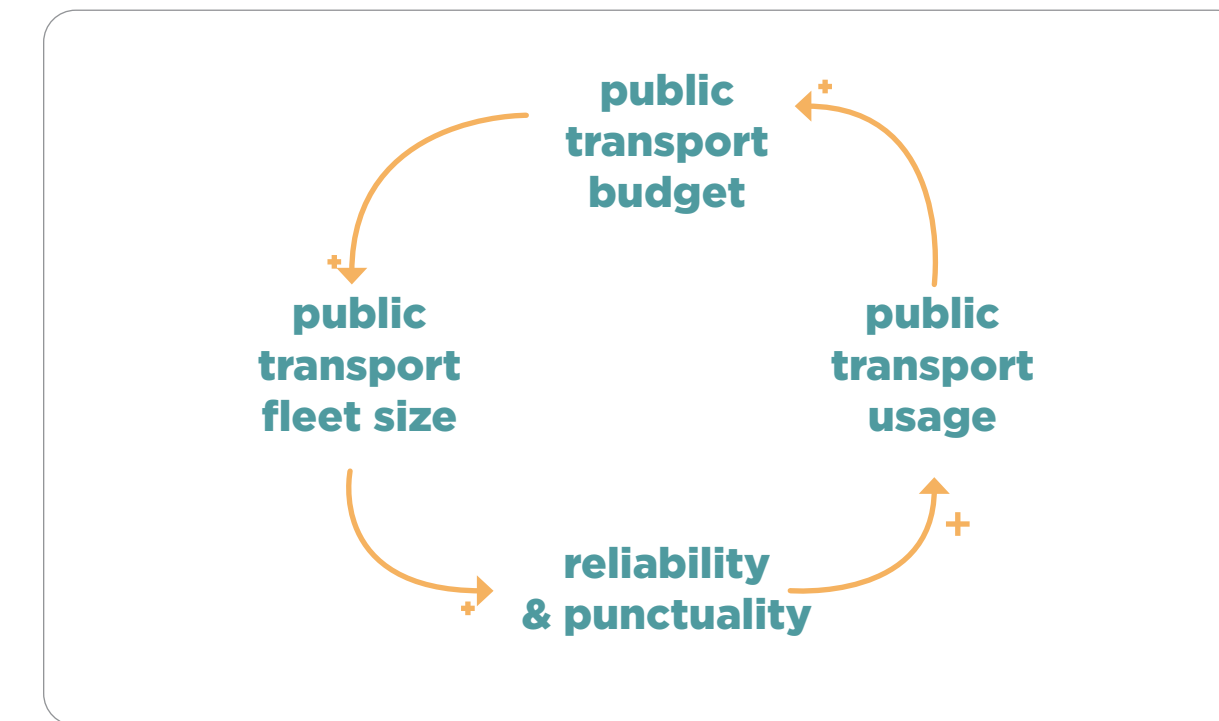 public
transport
budget
+
+
public
transport
fleet size
public
transport
usage
+
reliability
& punctuality
+